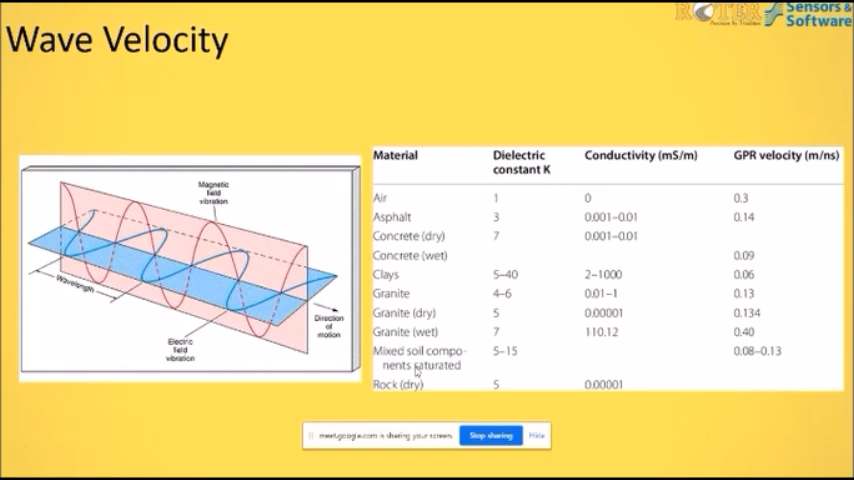 ROTER
Precision by Tradition
Sensors &
Software
Wave Velocity
Magnetic
field
vibration
Wavelength
Electric
field
vibration
Direction
of
motion
Material Dielectric constant K Conductivity (mS/m) GPR velocity (m/ns)
Air 1 0 0.3
Asphalt 3 0.001–0.01 0.14
Concrete (dry) 7 0.001–0.01
Concrete (wet) 0.09
Clays 5–40 2–1000 0.06
Granite 4–6 0.01–1 0.13
Granite (dry) 5 0.00001 0.134
Granite (wet) 7 110.12 0.40
Mixed soil compo- 5–15 0.08–0.13
nents saturated
Rock (dry) 5 0.00001
meet.google.com is sharing your screen.
Stop sharing
Hide